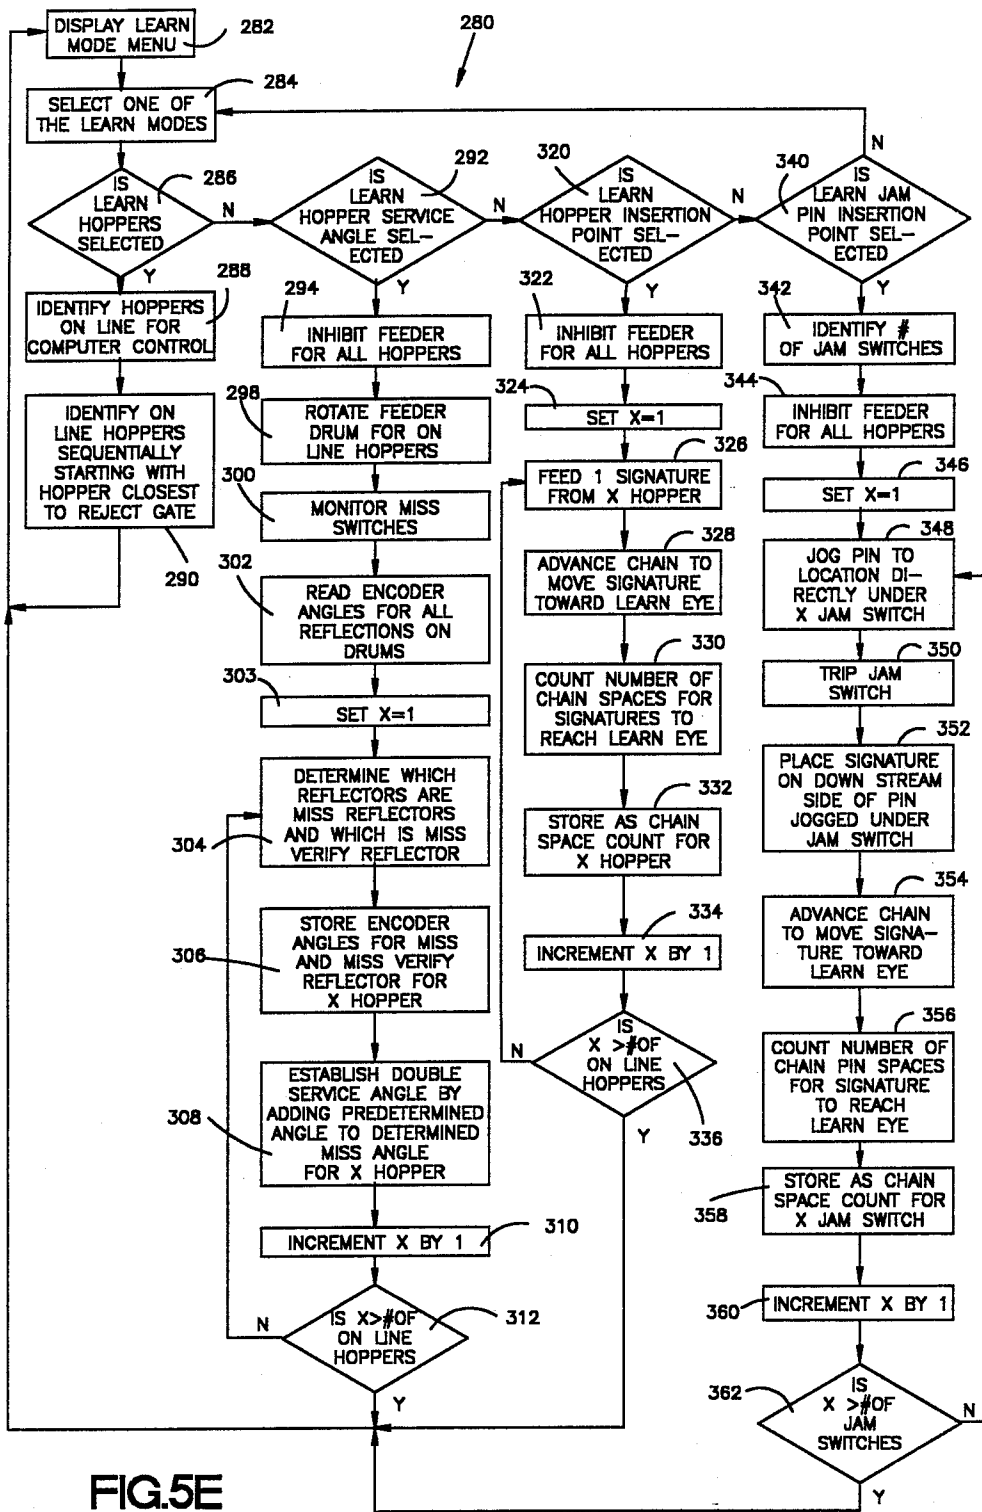 DISPLAY LEARN
MODE MENU
282
280
SELECT ONE OF
THE LEARN MODES
284
IS
LEARN
HOPPERS
SELECTED
286
N
Y
IDENTIFY HOPPERS
ON LINE FOR
COMPUTER CONTROL
288
IDENTIFY ON
LINE HOPPERS
SEQUENTIALLY
STARTING WITH
HOPPER CLOSEST
TO REJECT GATE
290
IS
LEARN
HOPPER SERVICE
ANGLE SEL-
ECTED
292
N
Y
294
INHIBIT FEEDER
FOR ALL HOPPERS
298
ROTATE FEEDER
DRUM FOR ON
LINE HOPPERS
300
MONITOR MISS
SWITCHES
302
READ ENCODER
ANGLES FOR ALL
REFLECTIONS ON
DRUMS
303
SET X=1
DETERMINE WHICH
REFLECTORS ARE
MISS REFLECTORS
AND WHICH IS MISS
VERIFY REFLECTOR
304
STORE ENCODER
ANGLES FOR MISS
AND MISS VERIFY
REFLECTOR FOR
X HOPPER
306
ESTABLISH DOUBLE
SERVICE ANGLE BY
ADDING PREDETERMINED
ANGLE TO DETERMINED
MISS ANGLE
FOR X HOPPER
308
INCREMENT X BY 1
310
IS X>#OF
ON LINE
HOPPERS
312
N
Y
320
IS
LEARN
HOPPER INSERTION
POINT SEL-
ECTED
N
Y
322
INHIBIT FEEDER
FOR ALL HOPPERS
324
SET X=1
326
FEED 1 SIGNATURE
FROM X HOPPER
328
ADVANCE CHAIN TO
MOVE SIGNATURE
TOWARD LEARN EYE
330
COUNT NUMBER OF
CHAIN SPACES FOR
SIGNATURES TO
REACH LEARN EYE
332
STORE AS CHAIN
SPACE COUNT FOR
X HOPPER
334
INCREMENT X BY 1
IS
X >#OF
ON LINE
HOPPERS
336
N
Y
N
340
IS
LEARN JAM
PIN INSERTION
POINT SEL-
ECTED
Y
342
IDENTIFY #
OF JAM SWITCHES
344
INHIBIT FEEDER
FOR ALL HOPPERS
346
SET X=1
348
JOG PIN TO
LOCATION DI-
RECTLY UNDER
X JAM SWITCH
350
TRIP JAM
SWITCH
352
PLACE SIGNATURE
ON DOWN STREAM
SIDE OF PIN
JOGGED UNDER
JAM SWITCH
354
ADVANCE CHAIN
TO MOVE SIGNA-
TURE TOWARD
LEARN EYE
356
COUNT NUMBER OF
CHAIN PIN SPACES
FOR SIGNATURE
TO REACH
LEARN EYE
STORE AS CHAIN
SPACE COUNT FOR
X JAM SWITCH
358
INCREMENT X BY 1
360
IS
X >#OF
JAM
SWITCHES
362
N
Y
FIG.5E